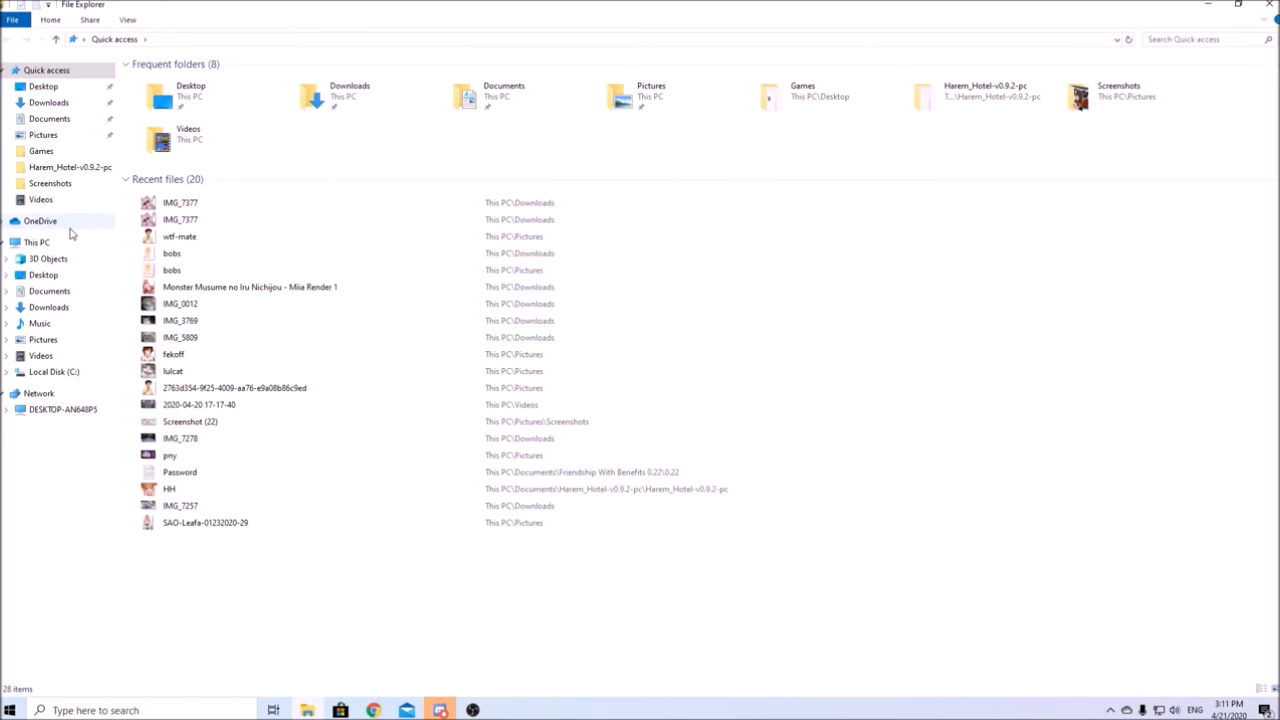 File Explorer
File Home Share View
Quick access Search Quick access
Quick access
Desktop
Downloads
Documents
Pictures
Games
Harem_Hotel-v0.9.2-pc
Screenshots
Videos
OneDrive
This PC
3D Objects
Desktop
Documents
Downloads
Music
Pictures
Videos
Local Disk (C:)
Network
DESKTOP-AN648P5
Frequent folders (8)
Desktop
This PC
Downloads
This PC
Documents
This PC
Pictures
This PC
Games
This PC\Desktop
Harem_Hotel-v0.9.2-pc
T...\Harem_Hotel-v0.9.2-pc
Screenshots
This PC\Pictures
Videos
This PC
Recent files (20)
IMG_7377 This PC\Downloads
IMG_7377 This PC\Downloads
wtf-mate This PC\Pictures
bobs This PC\Downloads
bobs This PC\Pictures
Monster Musume no Iru Nichijou - Miia Render 1 This PC\Downloads
IMG_0012 This PC\Downloads
IMG_3769 This PC\Downloads
IMG_5809 This PC\Downloads
fekoff This PC\Pictures
lulcat This PC\Pictures
2763d354-9f25-4009-aa76-e9a08b86c9ed This PC\Pictures
2020-04-20 17-17-40 This PC\Videos
Screenshot (22) This PC\Pictures\Screenshots
IMG_7278 This PC\Downloads
pny This PC\Pictures
Password This PC\Documents\Friendship With Benefits 0.22\0.22
HH This PC\Documents\Harem_Hotel-v0.9.2-pc\Harem_Hotel-v0.9.2-pc
IMG_7257 This PC\Downloads
SAO-Leafa-01232020-29 This PC\Pictures
28 items
Type here to search
ENG
3:11 PM
4/21/2020